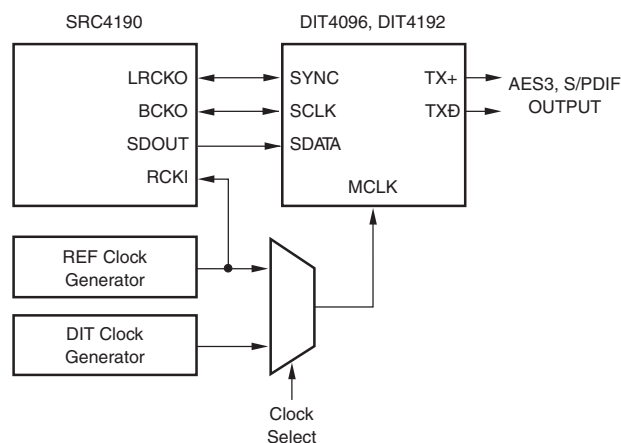 SRC4190
DIT4096, DIT4192
LRCKO
BCKO
SDOUT
RCKI
SYNC
SCLK
SDATA
MCLK
TX+
TXĐ
AES3, S/PDIF
OUTPUT
REF Clock
Generator
DIT Clock
Generator
Clock
Select